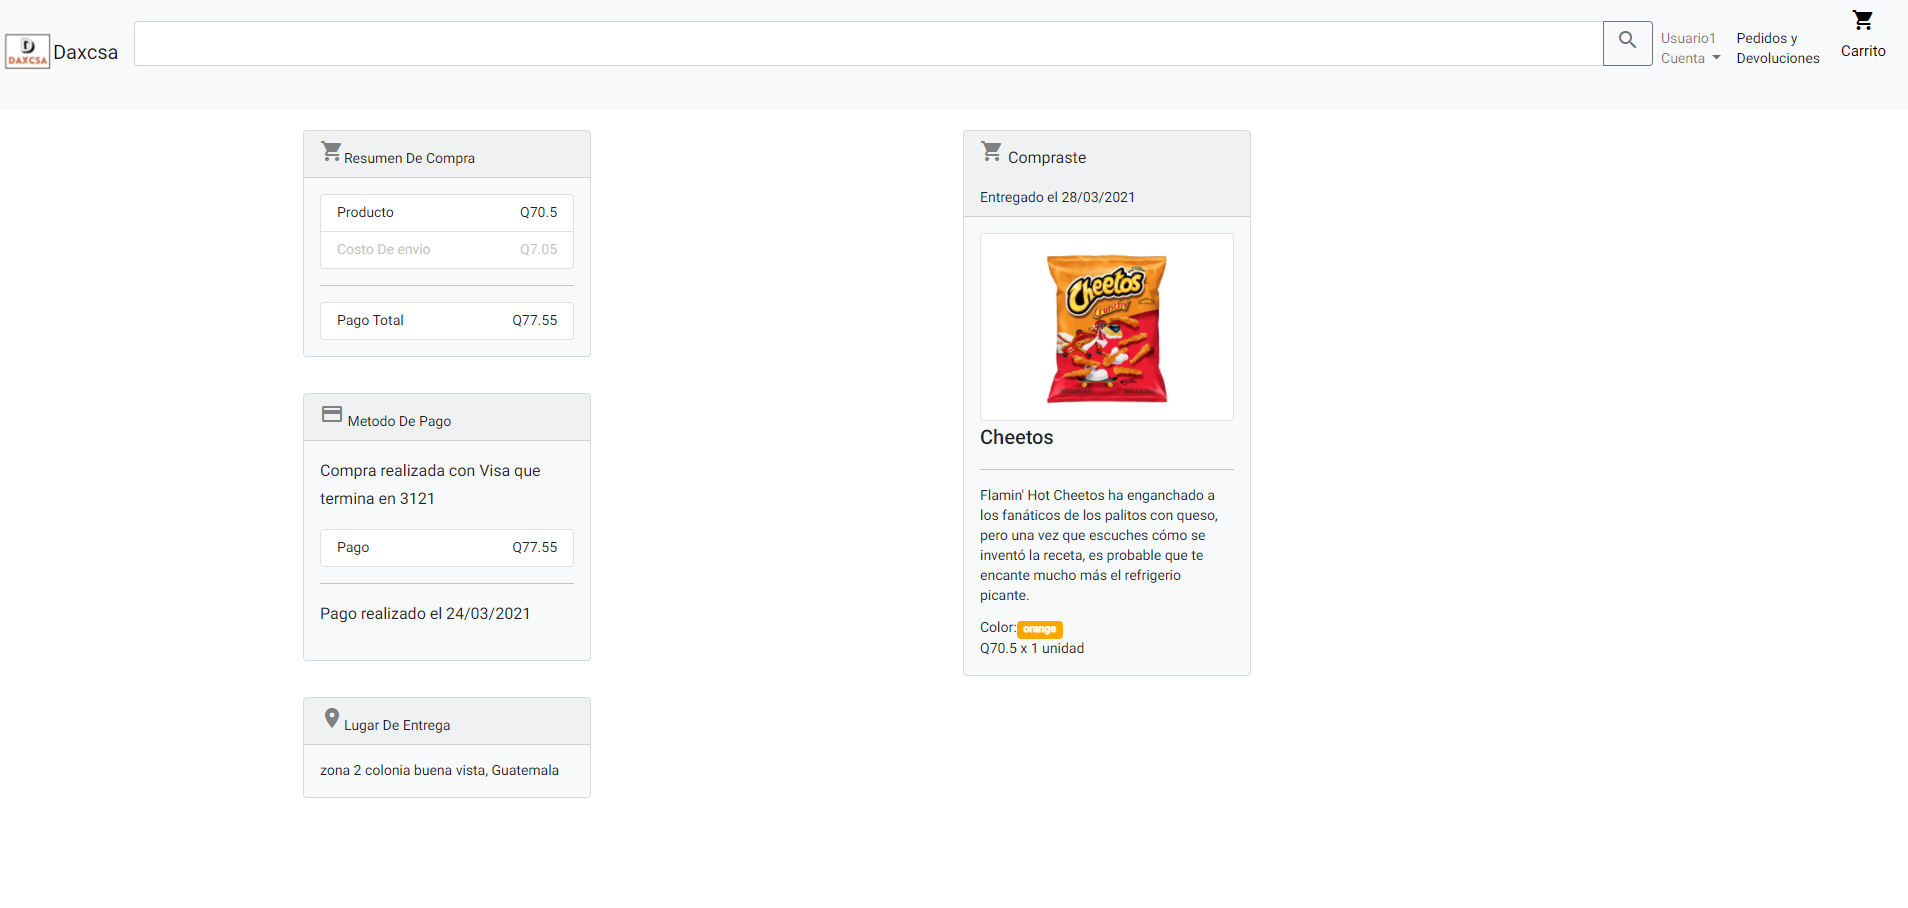 D
DAXCSA
Daxcsa
Usuario1
Cuenta
Pedidos y
Devoluciones
Carrito
Resumen De Compra
Producto Q70.5
Costo De envio Q7.05
Pago Total Q77.55
Metodo De Pago
Compra realizada con Visa que
termina en 3121
Pago Q77.55
Pago realizado el 24/03/2021
Lugar De Entrega
zona 2 colonia buena vista, Guatemala
Compraste
Entregado el 28/03/2021
Cheetos
Crunchy
Cheetos
Flamin' Hot Cheetos ha enganchado a
los fanáticos de los palitos con queso,
pero una vez que escuches cómo se
inventó la receta, es probable que te
encante mucho más el refrigerio
picante.
Color:orange
Q70.5 x 1 unidad